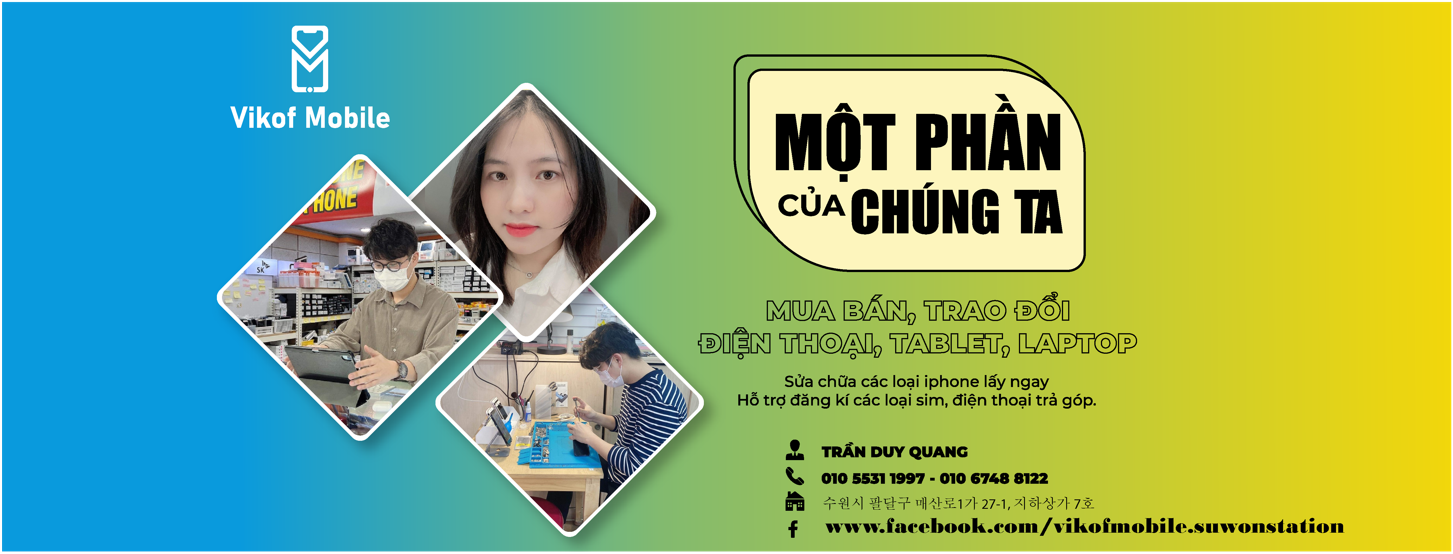 Vikof Mobile
PHONE
SK
MỘT PHẦN
CỦA CHÚNG TA
MUA BÁN, TRAO ĐỔI
ĐIỆN THOẠI, TABLET, LAPTOP
Sửa chữa các loại iphone lấy ngay
Hỗ trợ đăng kí các loại sim, điện thoại trả góp.
TRẦN DUY QUANG
010 5531 1997 - 010 6748 8122
수원시 팔달구 매산로1가 27-1, 지하상가 7호
www.facebook.com/vikofmobile.suwonstation